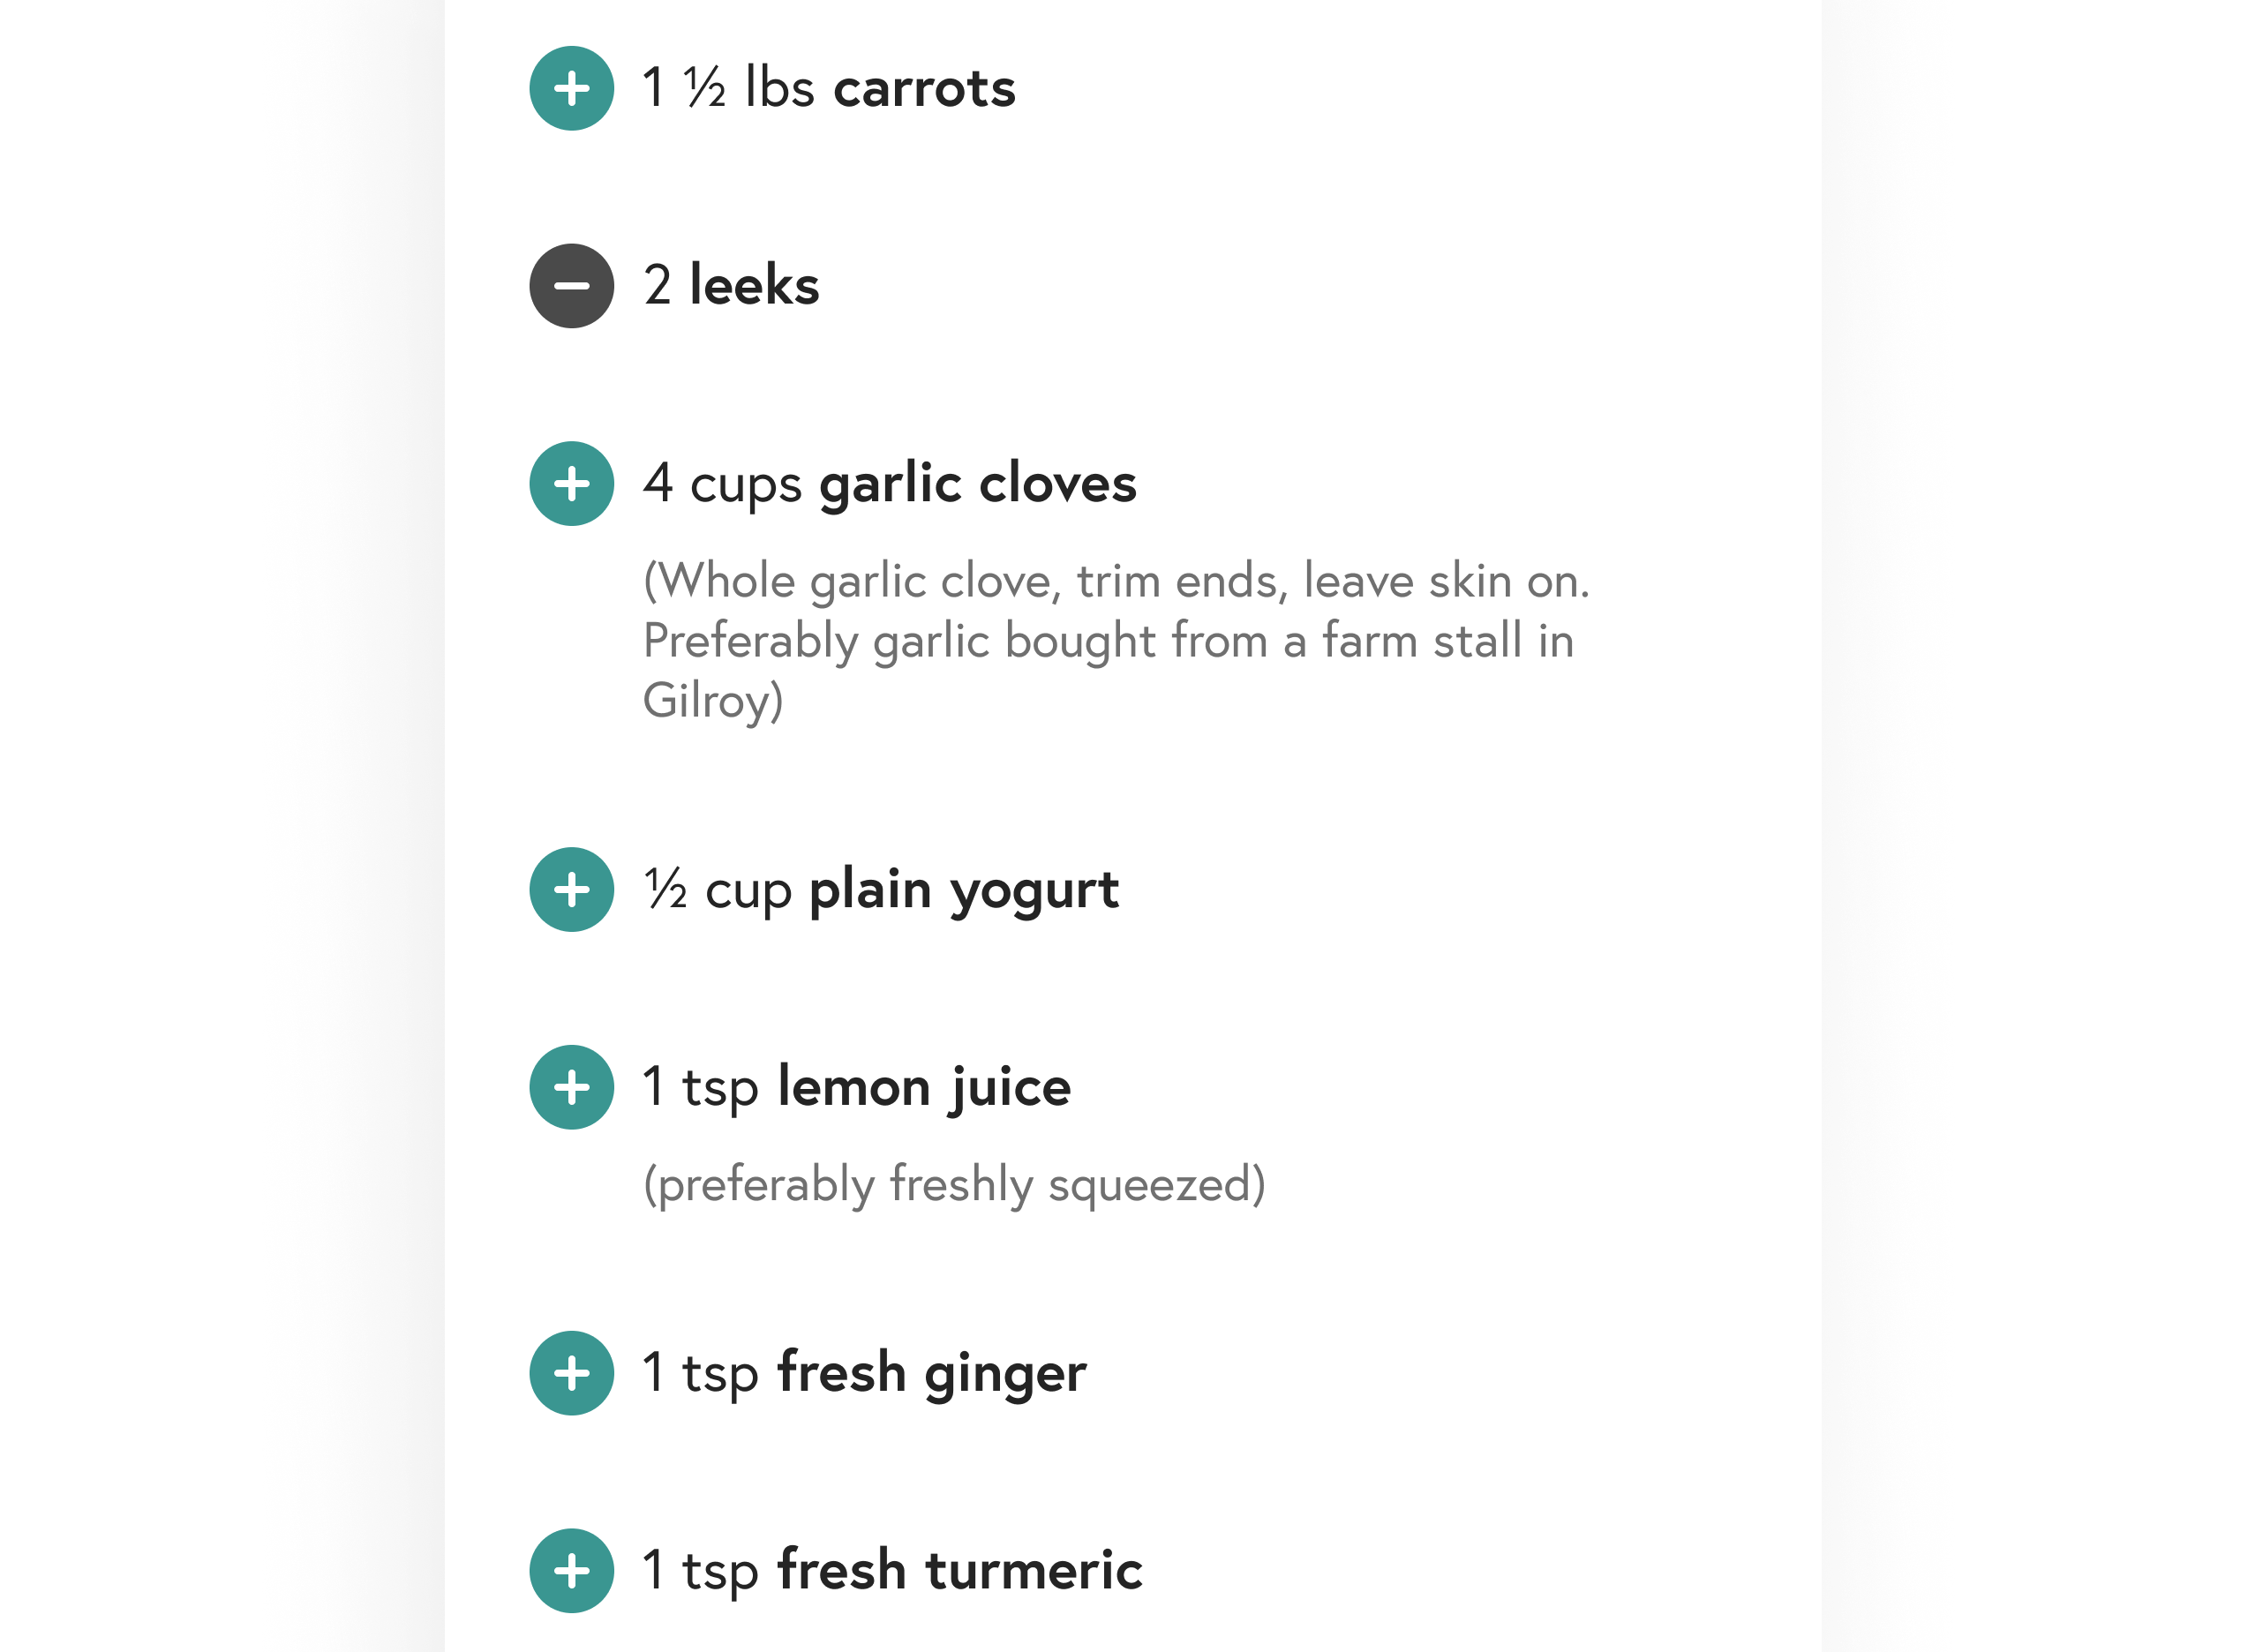 1 ½ lbs carrots
2 leeks
4 cups garlic cloves
(Whole garlic clove, trim ends, leave skin on.
Preferably garlic bought from a farm stall in
Gilroy)
½ cup plain yogurt
1 tsp lemon juice
(preferably freshly squeezed)
1 tsp fresh ginger
1 tsp fresh turmeric